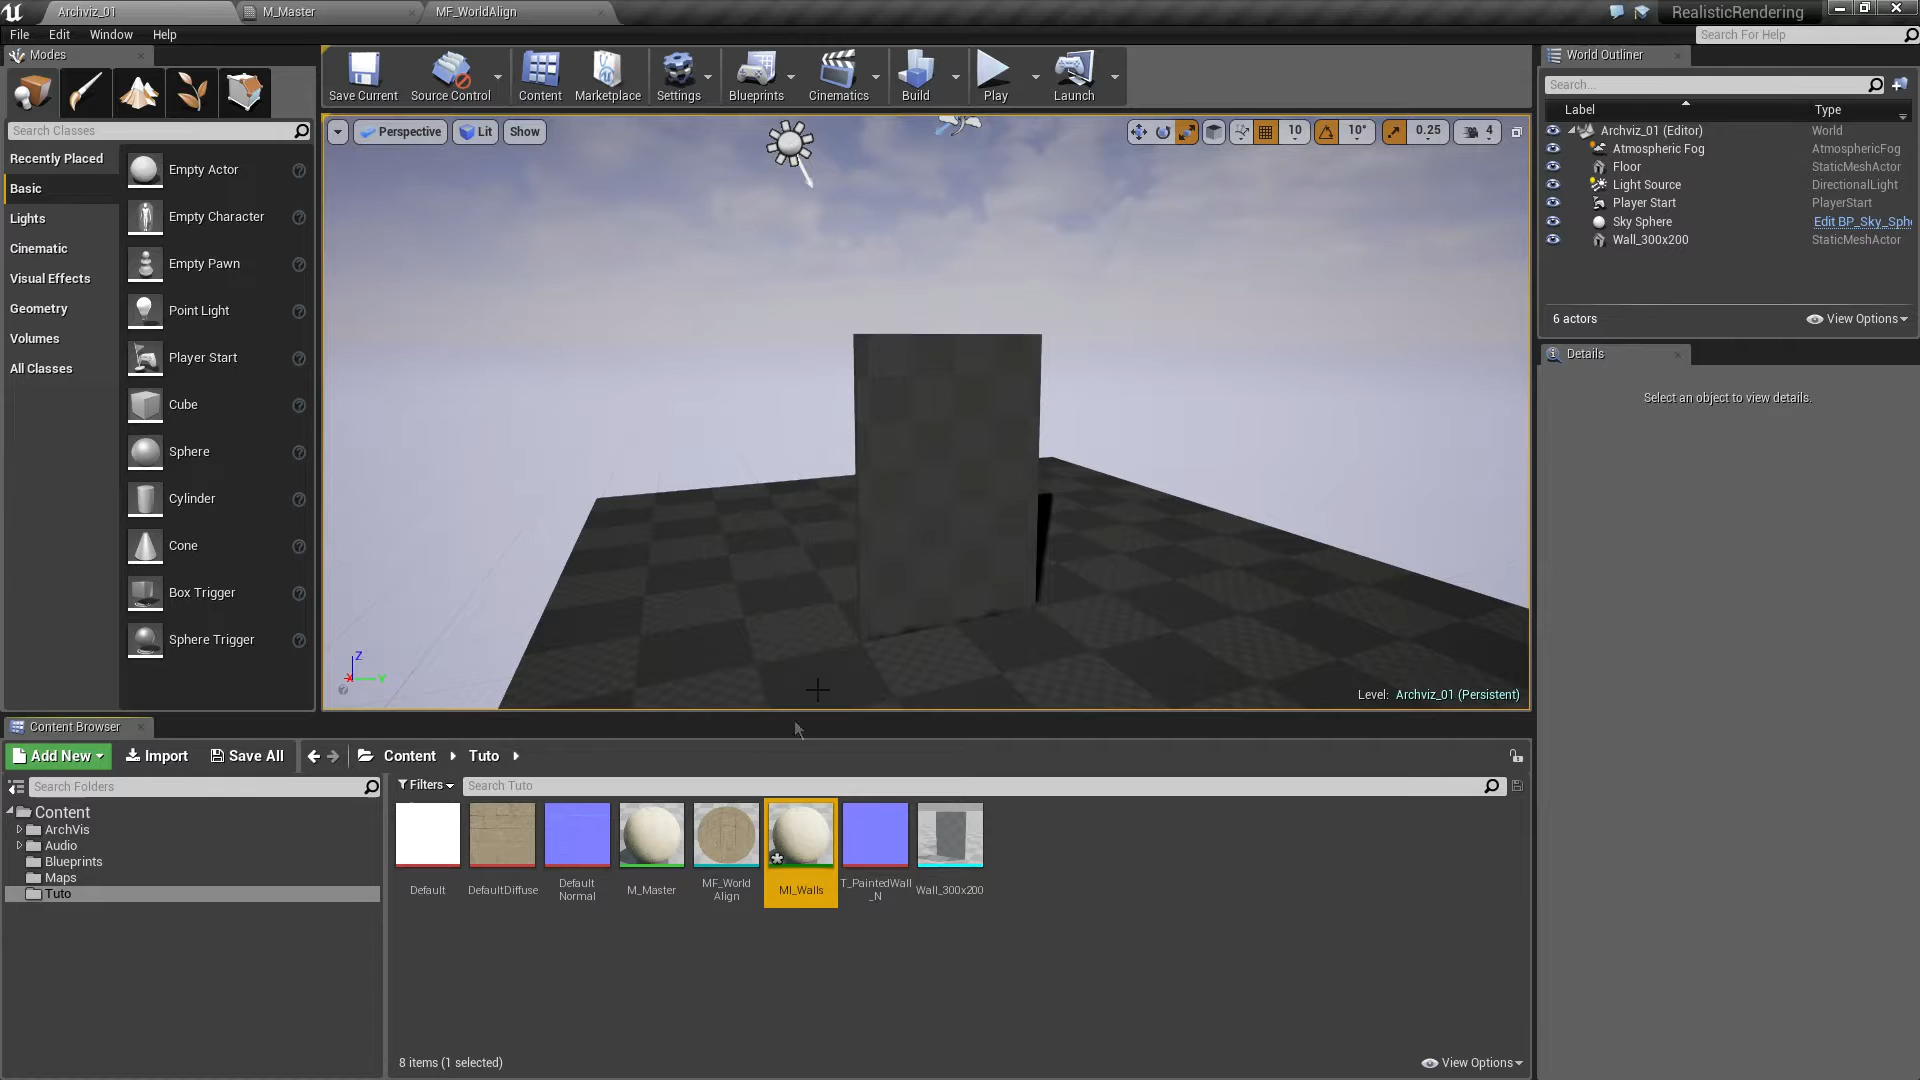 Archviz_01
M_Master
MF_WorldAlign
RealisticRendering
File
Edit
Window
Help
Search For Help
Modes
Save Current
Source Control
Content
Marketplace
Settings
Blueprints
Cinematics
Build
Play
Launch
World Outliner
Search...
Label
Type
Archviz_01 (Editor)
World
Atmospheric Fog
AtmosphericFog
Floor
StaticMeshActor
Light Source
DirectionalLight
Player Start
PlayerStart
Sky Sphere
Edit BP_Sky_Sph
Wall_300x200
StaticMeshActor
6 actors
View Options
Details
Select an object to view details.
Search Classes
Recently Placed
Basic
Lights
Cinematic
Visual Effects
Geometry
Volumes
All Classes
Empty Actor
Empty Character
Empty Pawn
Point Light
Player Start
Cube
Sphere
Cylinder
Cone
Box Trigger
Sphere Trigger
Perspective
Lit
Show
10
10°
0.25
4
Z
Y
X
Level: Archviz_01 (Persistent)
Content Browser
Add New
Import
Save All
Content
Tuto
Search Folders
Filters
Search Tuto
Content
ArchVis
Audio
Blueprints
Maps
Tuto
Default
DefaultDiffuse
Default
Normal
M_Master
MF_World
Align
MI_Walls
T_PaintedWall
_N
Wall_300x200
8 items (1 selected)
View Options